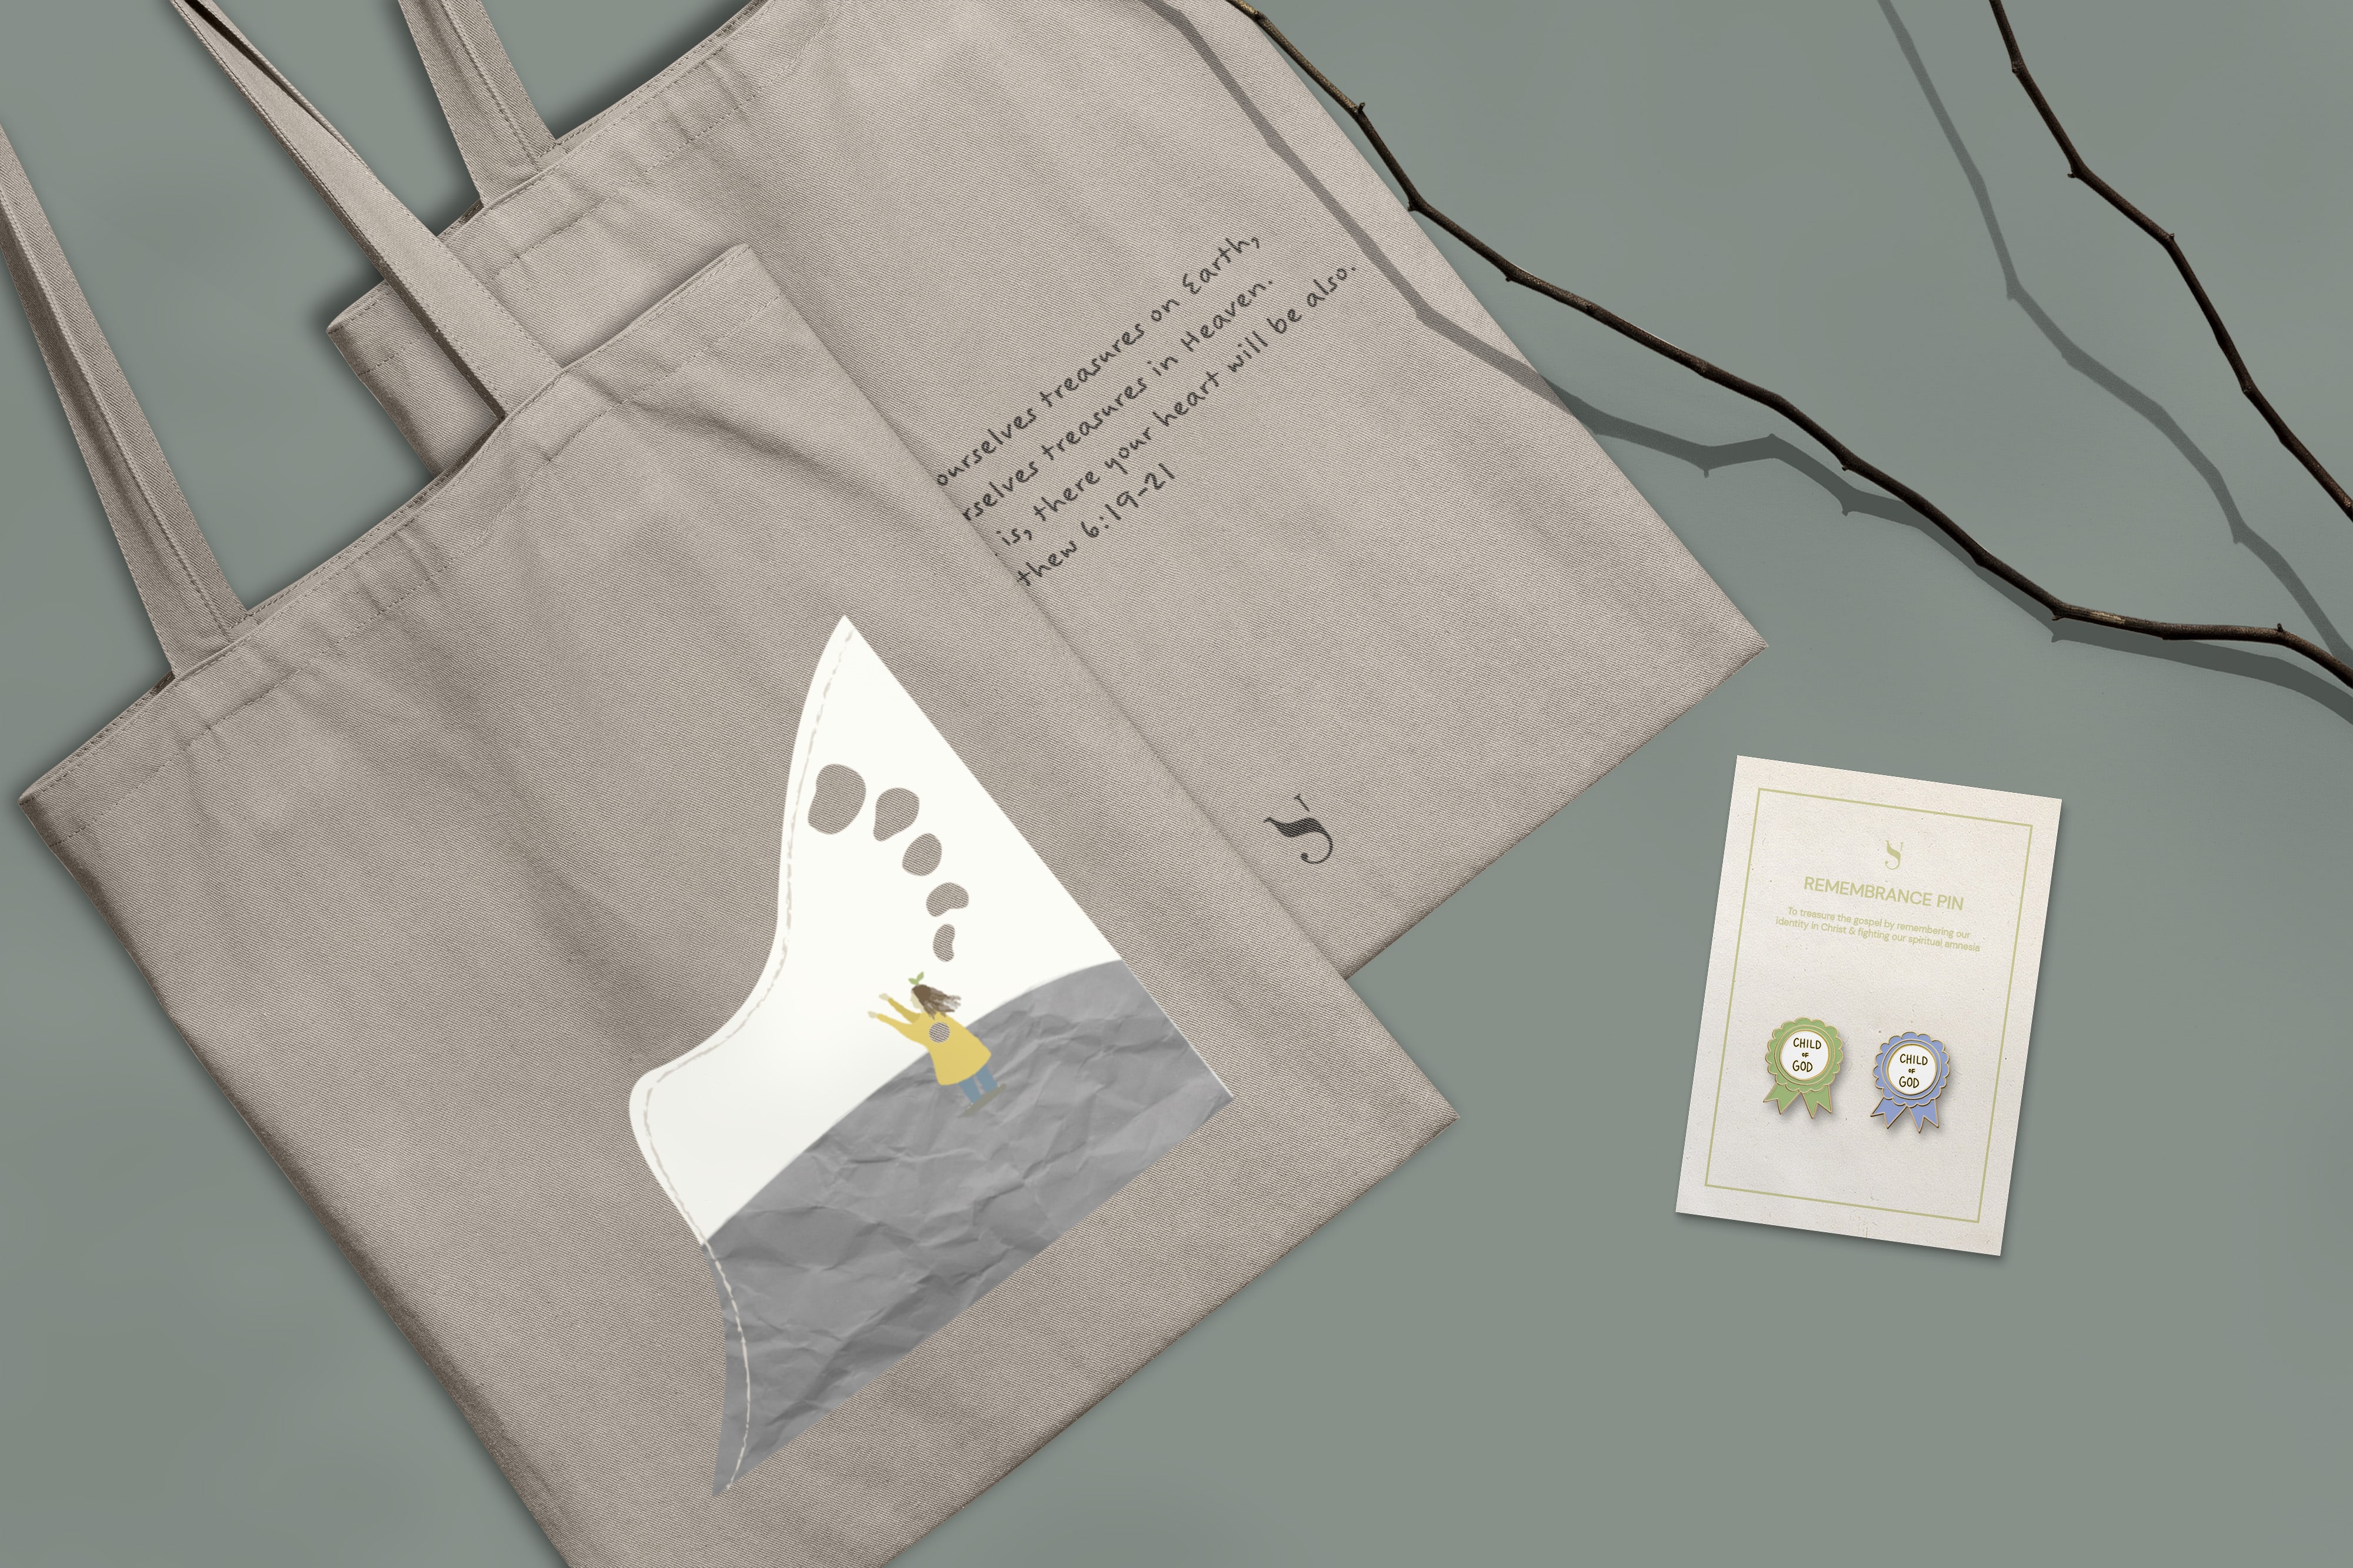 ourselves treasures on Earth,
rselves treasures in Heaven.
is, there your heart will be also.
thew 6:19-21
REMEMBRANCE PIN
To treasure the gospel by remembering our
identity in Christ & fighting our spiritual amnesia
CHILD
OF
GOD
CHILD
OF
GOD